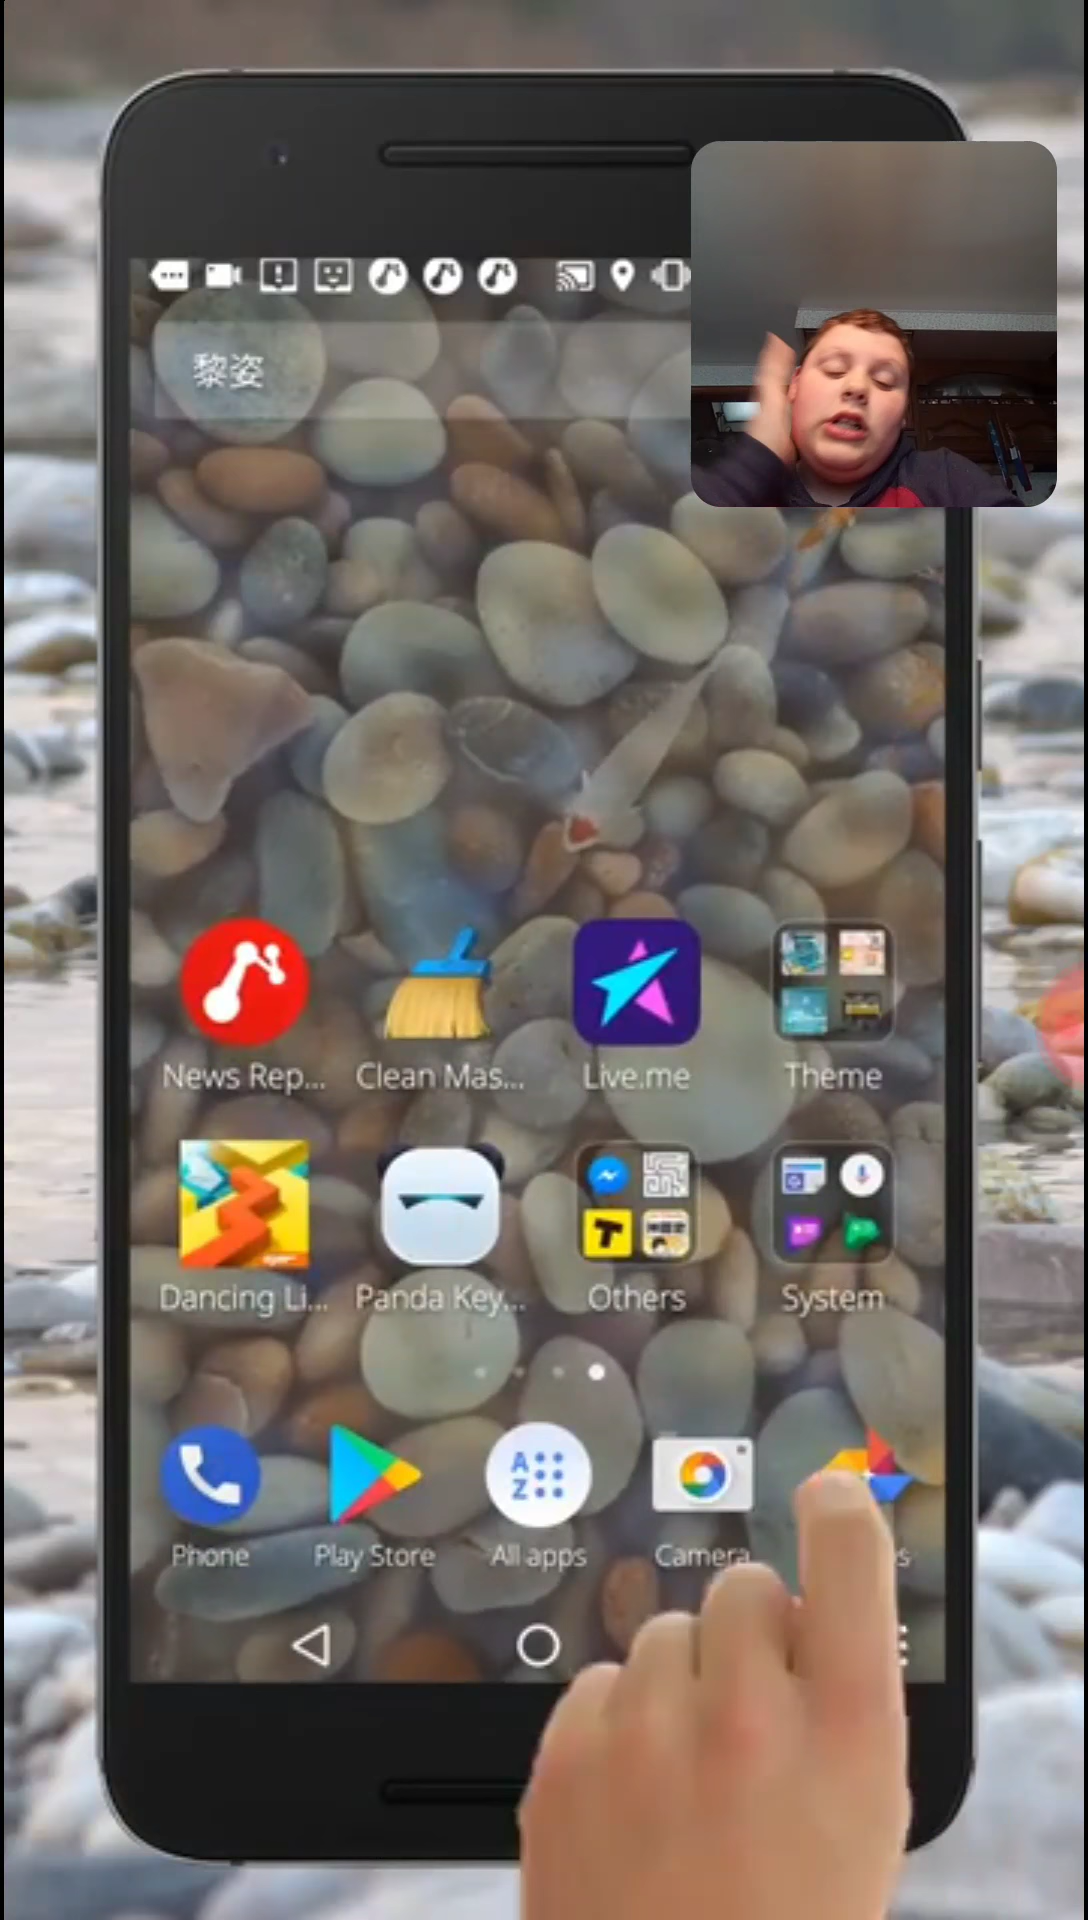 黎姿
News Rep...
Clean Mas...
Live.me
Theme
Dancing Li...
Panda Key...
Others
System
A
Z
Phone
Play Store
All apps
Camera